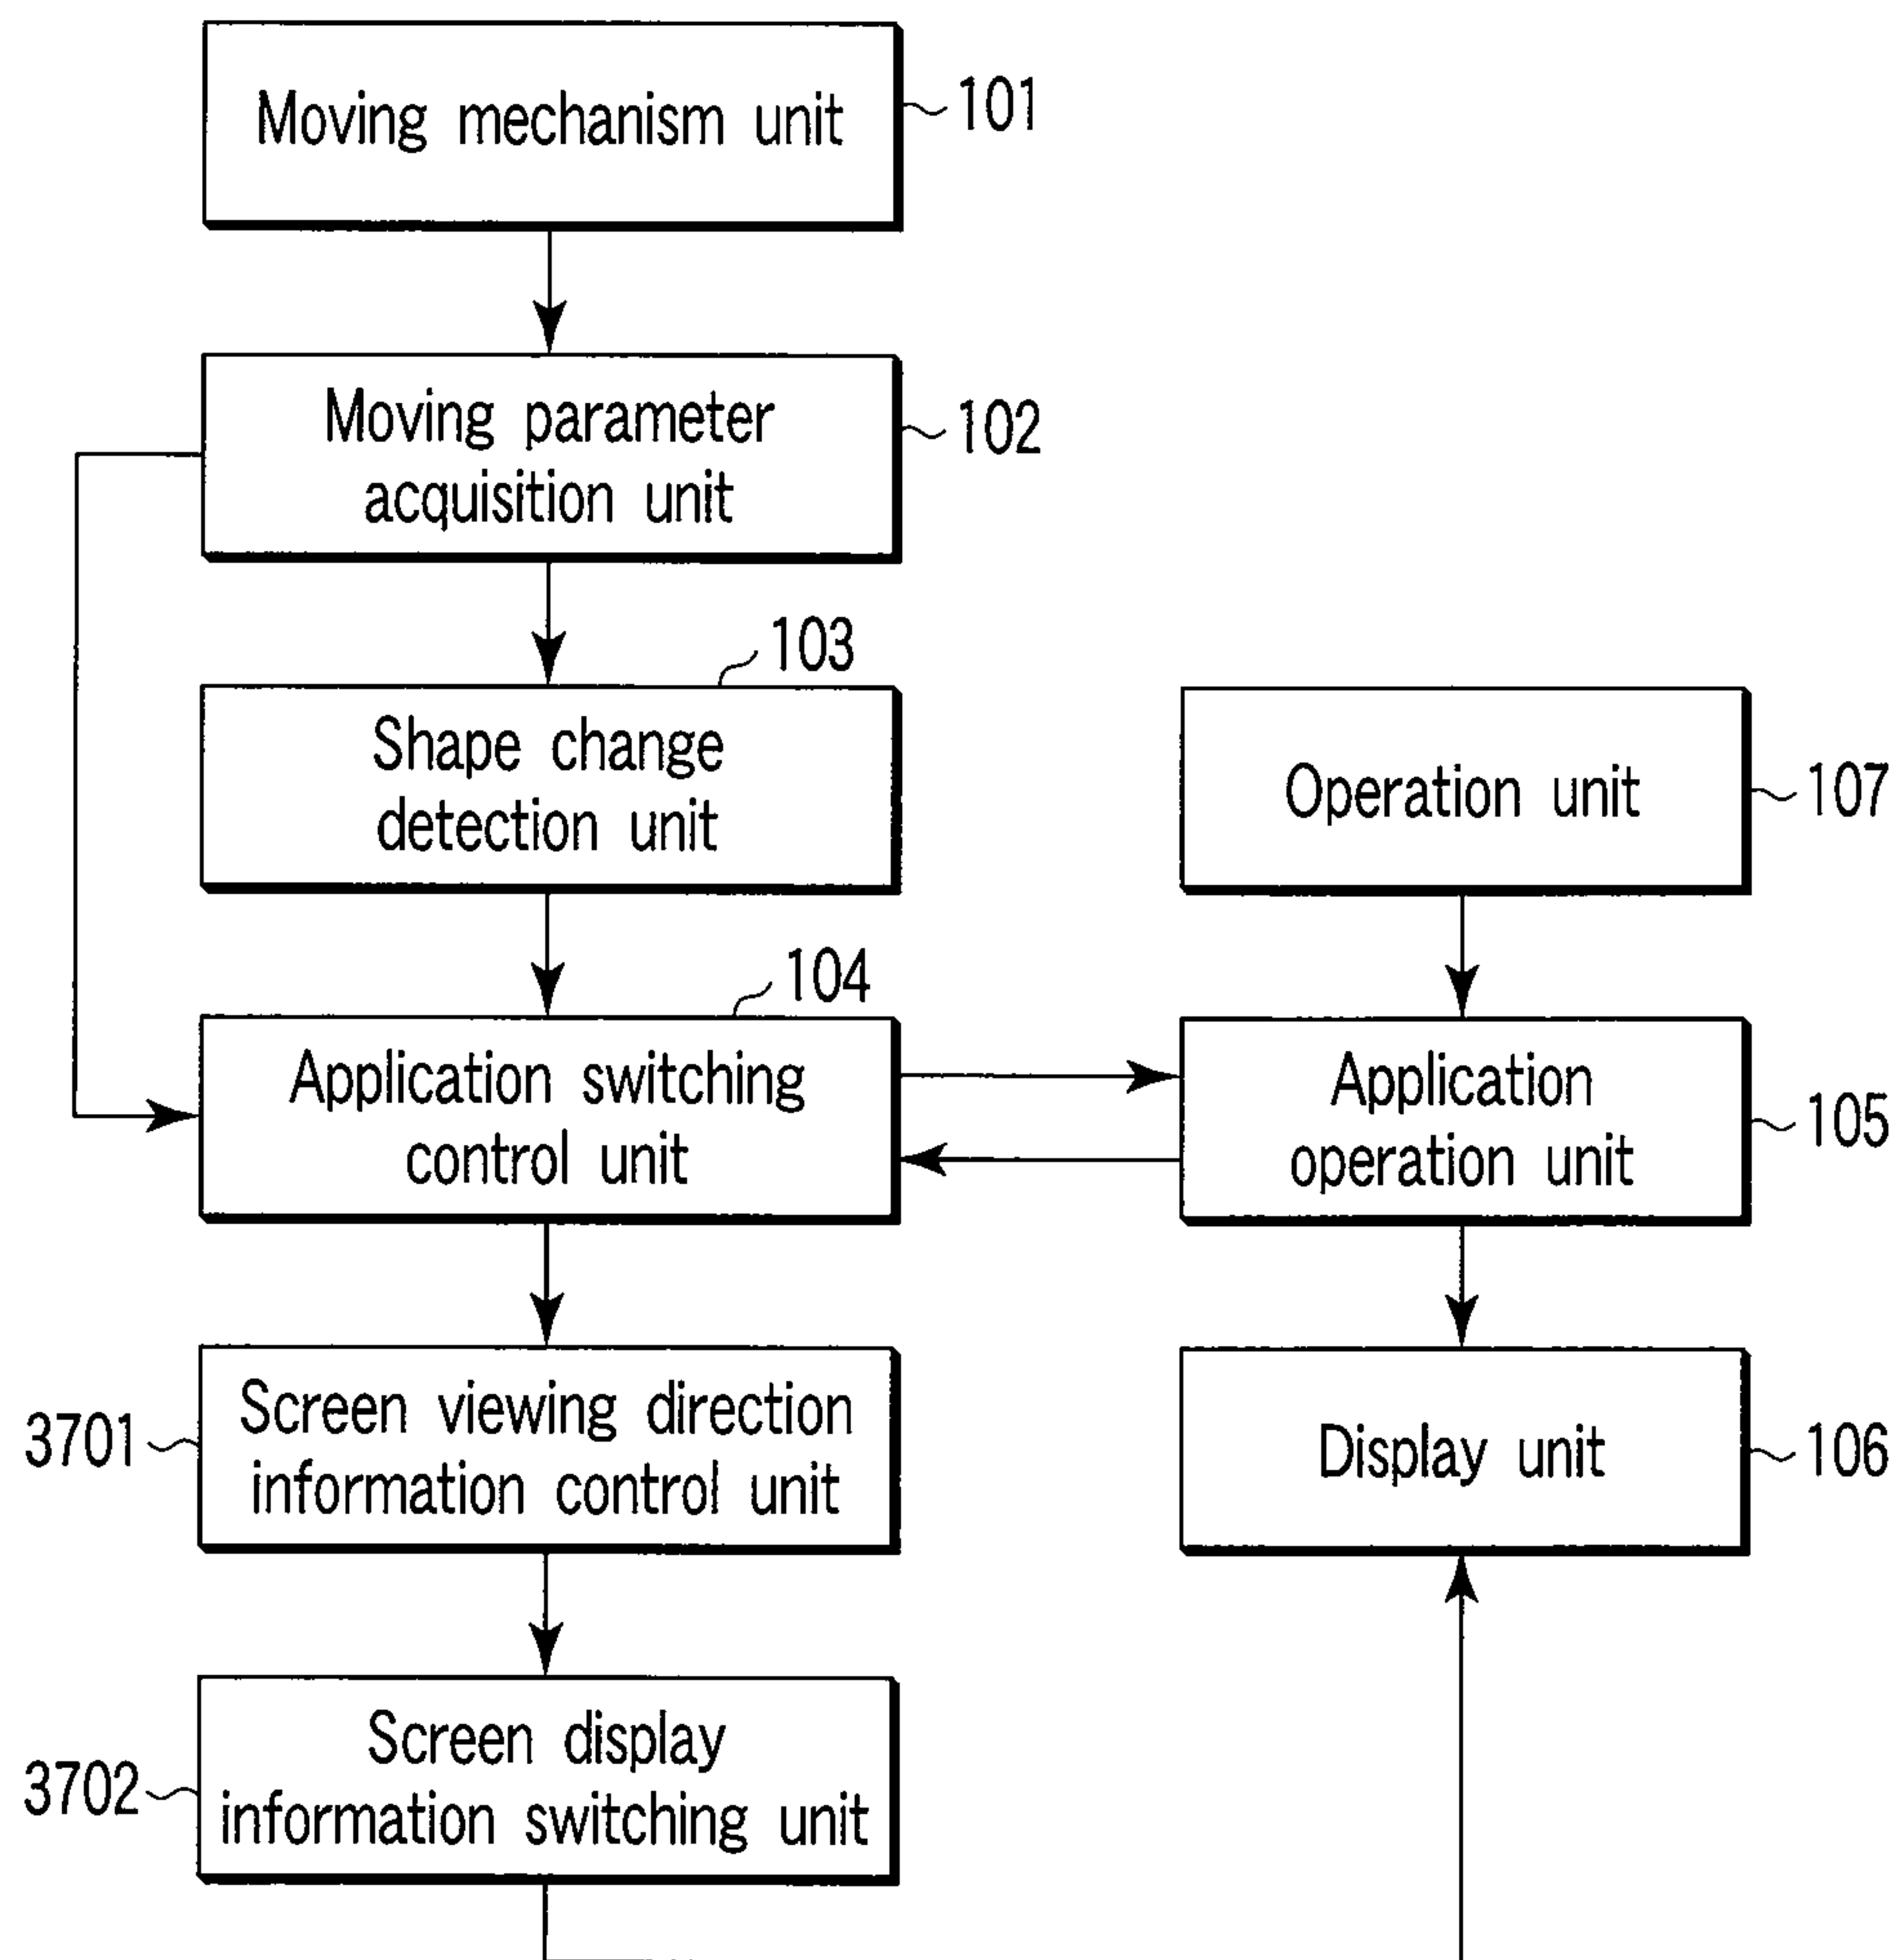 Moving mechanism unit
101
Moving parameter
acquisition unit
102
103
Shape change
detection unit
Operation unit
107
104
Application switching
control unit
Application
operation unit
105
3701
Screen viewing direction
information control unit
Display unit
106
3702
Screen display
information switching unit